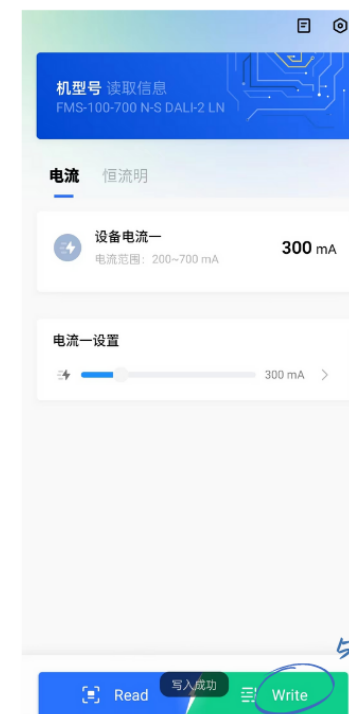 机型号 读取信息
FMS-100-700 N-S DALI-2 LN
电流 恒流明
设备电流一
300 mA
电流范围：200~700 mA
电流一设置
300 mA
写入成功
Read
Write